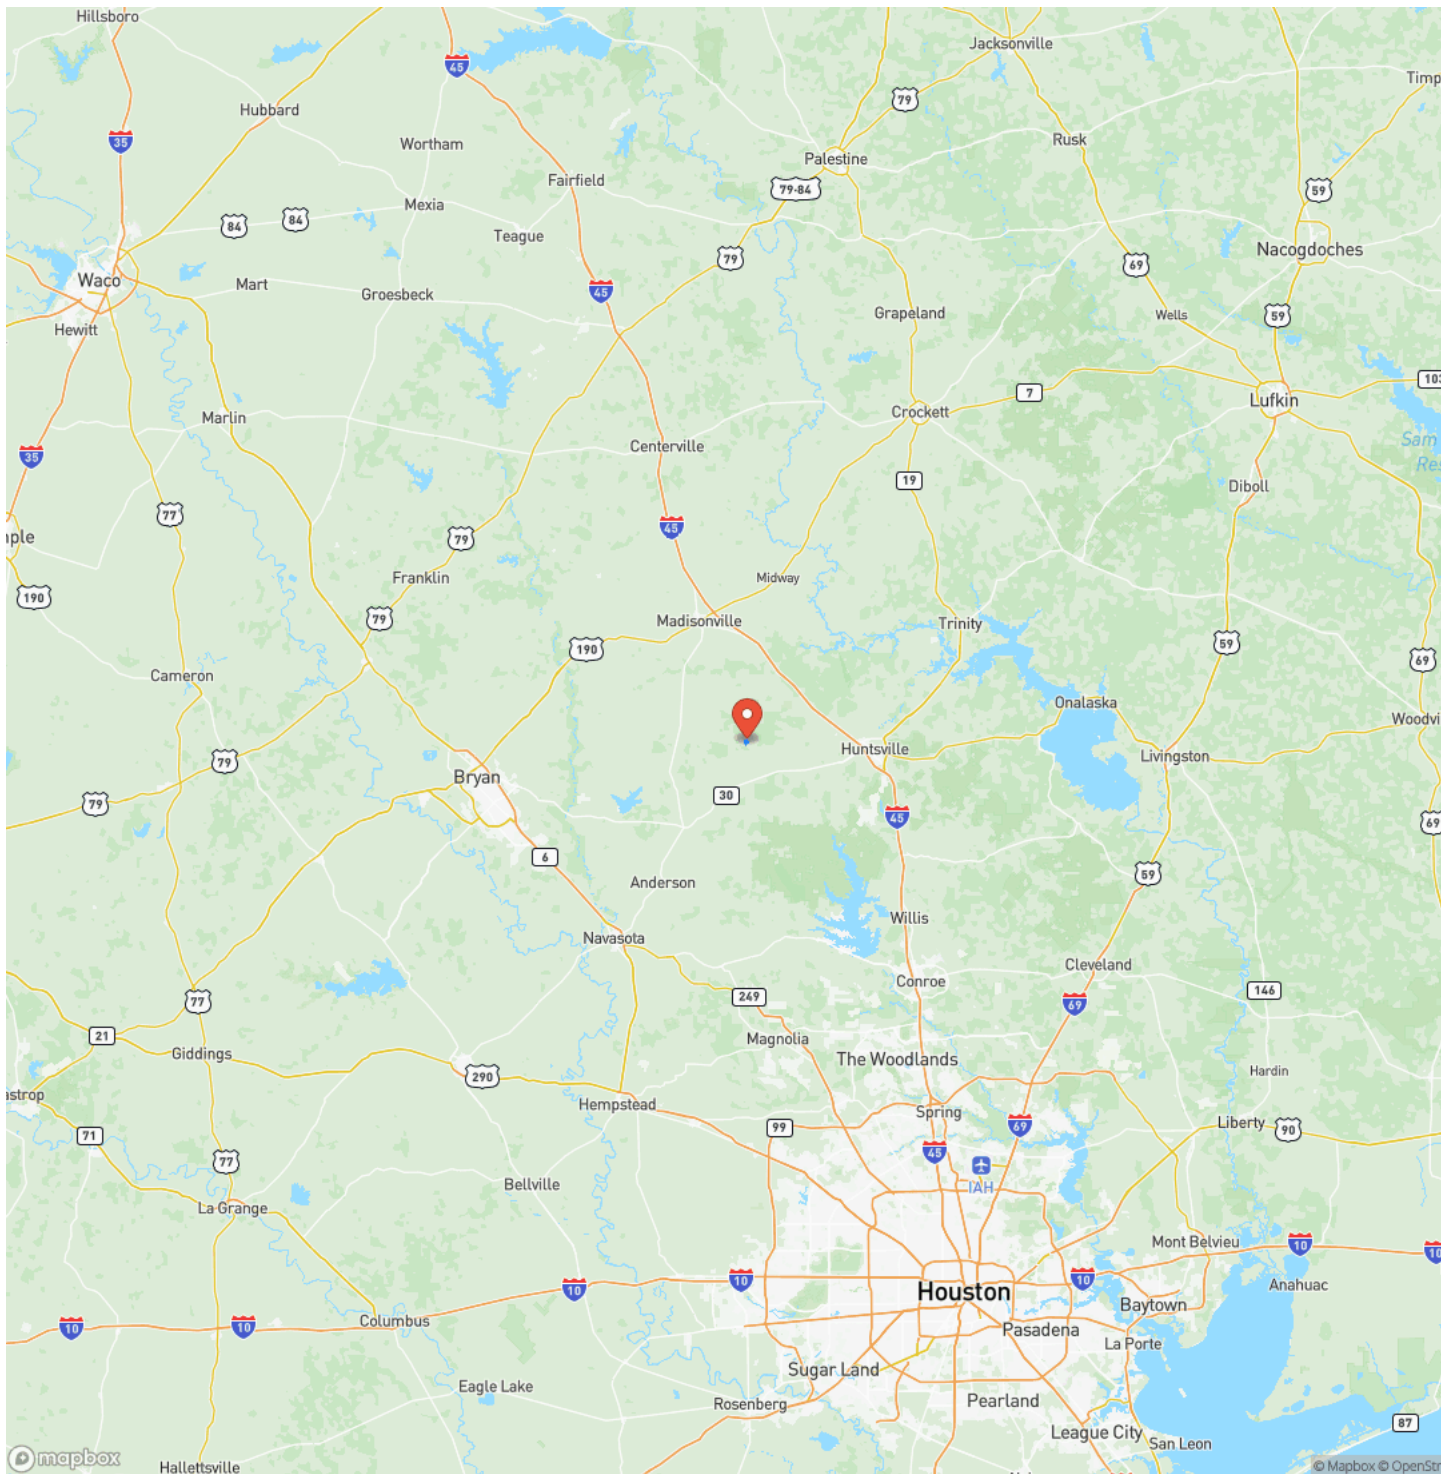 Hillsboro
Jacksonville
45
79
Timp
Hubbard
35
Wortham
Rusk
Palestine
Fairfield
79-84
59
Mexia
84
84
Teague
Nacogdoches
79
69
Waco
Mart
Groesbeck
45
Grapeland
Wells
59
Hewitt
103
7
Lufkin
Marlin
Crockett
Centerville
Sam
Res
35
19
Diboll
77
45
79
nple
Franklin
Midway
190
79
Madisonville
Trinity
190
59
69
Cameron
Onalaska
Woodvi
Huntsville
Livingston
79
Bryan
30
79
45
69
6
59
Anderson
Willis
Navasota
Cleveland
Conroe
249
146
77
69
21
Magnolia
Giddings
The Woodlands
290
Hardin
astrop
Hempstead
Spring
Liberty
99
69
90
71
45
77
IAH
Bellville
La Grange
Mont Belvieu
10
10
10
10
10
Anahuac
Houston
Baytown
10
10
Columbus
Pasadena
La Porte
Sugar Land
Eagle Lake
Pearland
Rosenberg
87
League City
San Leon
mapbox
Hallettsville
© Mapbox © OpenStr